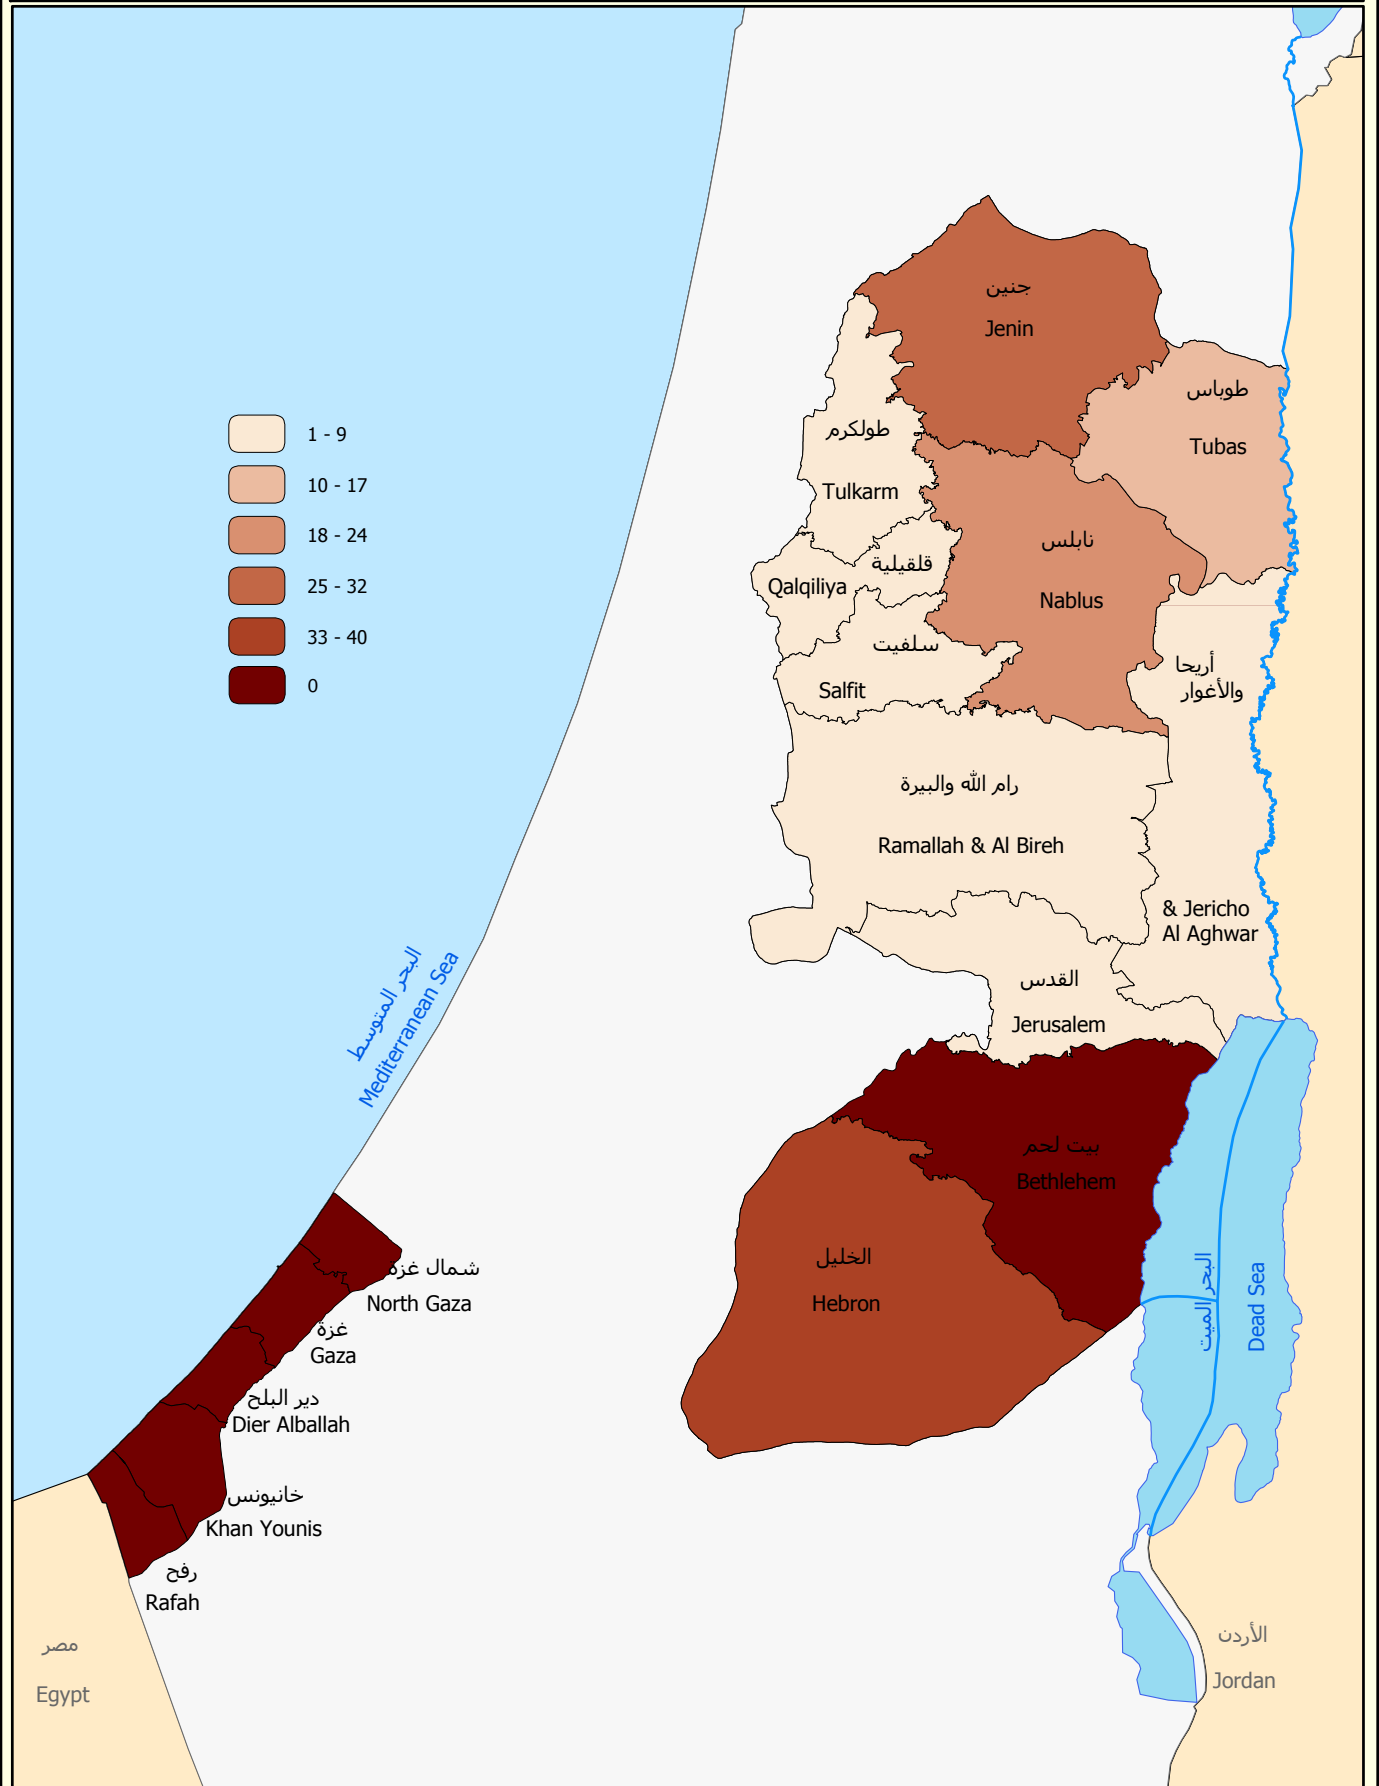 جنين
Jenin
طوباس
Tubas
1 - 9
10 - 17
18 - 24
25 - 32
33 - 40
0
طولكرم
Tulkarm
نابلس
Nablus
قلقيلية
Qalqiliya
سلفيت
Salfit
أريحا
والأغوار
رام الله والبيرة
Ramallah & Al Bireh
& Jericho
Al Aghwar
البحر المتوسط
Mediterranean Sea
القدس
Jerusalem
بيت لحم
Bethlehem
الخليل
Hebron
البحر الميت
Dead Sea
شمال غزة
North Gaza
غزة
Gaza
دير البلح
Dier Alballah
خانيونس
Khan Younis
رفح
Rafah
مصر
Egypt
الأردن
Jordan